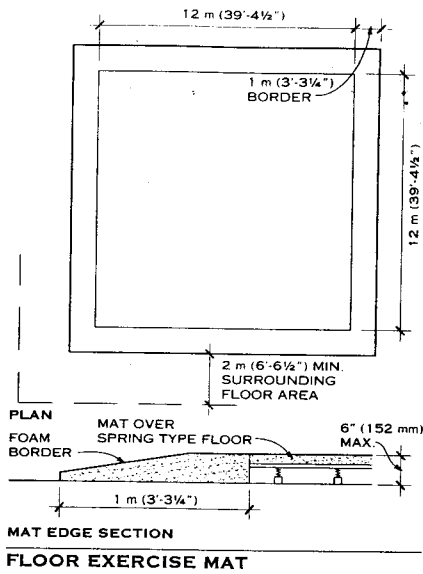 12 m (39'-4½")
1 m (3'-3¼")
BORDER
12 m (39'-4½")
2 m (6'-6½") MIN.
SURROUNDING
FLOOR AREA
PLAN
FOAM
BORDER
MAT OVER
SPRING TYPE FLOOR
6" (152 mm)
MAX.
1 m (3'-3¼")
MAT EDGE SECTION
FLOOR EXERCISE MAT